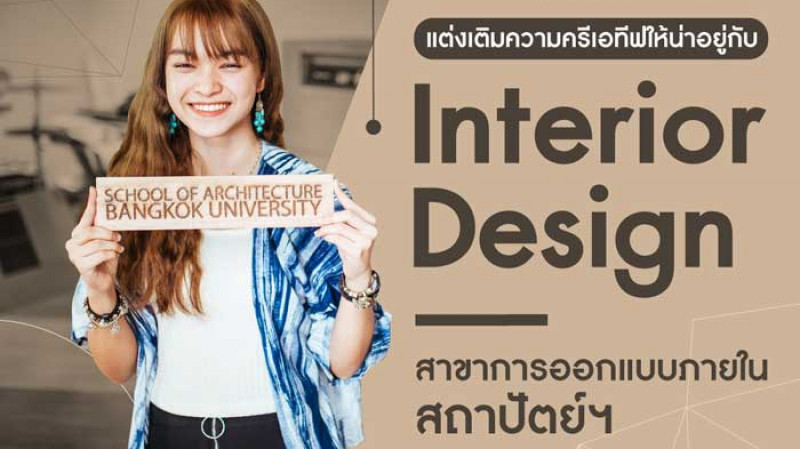 SCHOOL OF ARCHITECTURE
BANGKOK UNIVERSITY
แต่งเติมความครีเอทีฟให้น่าอยู่กับ
Interior
Design
สาขาการออกแบบภายใน
สถาปัตย์ฯ